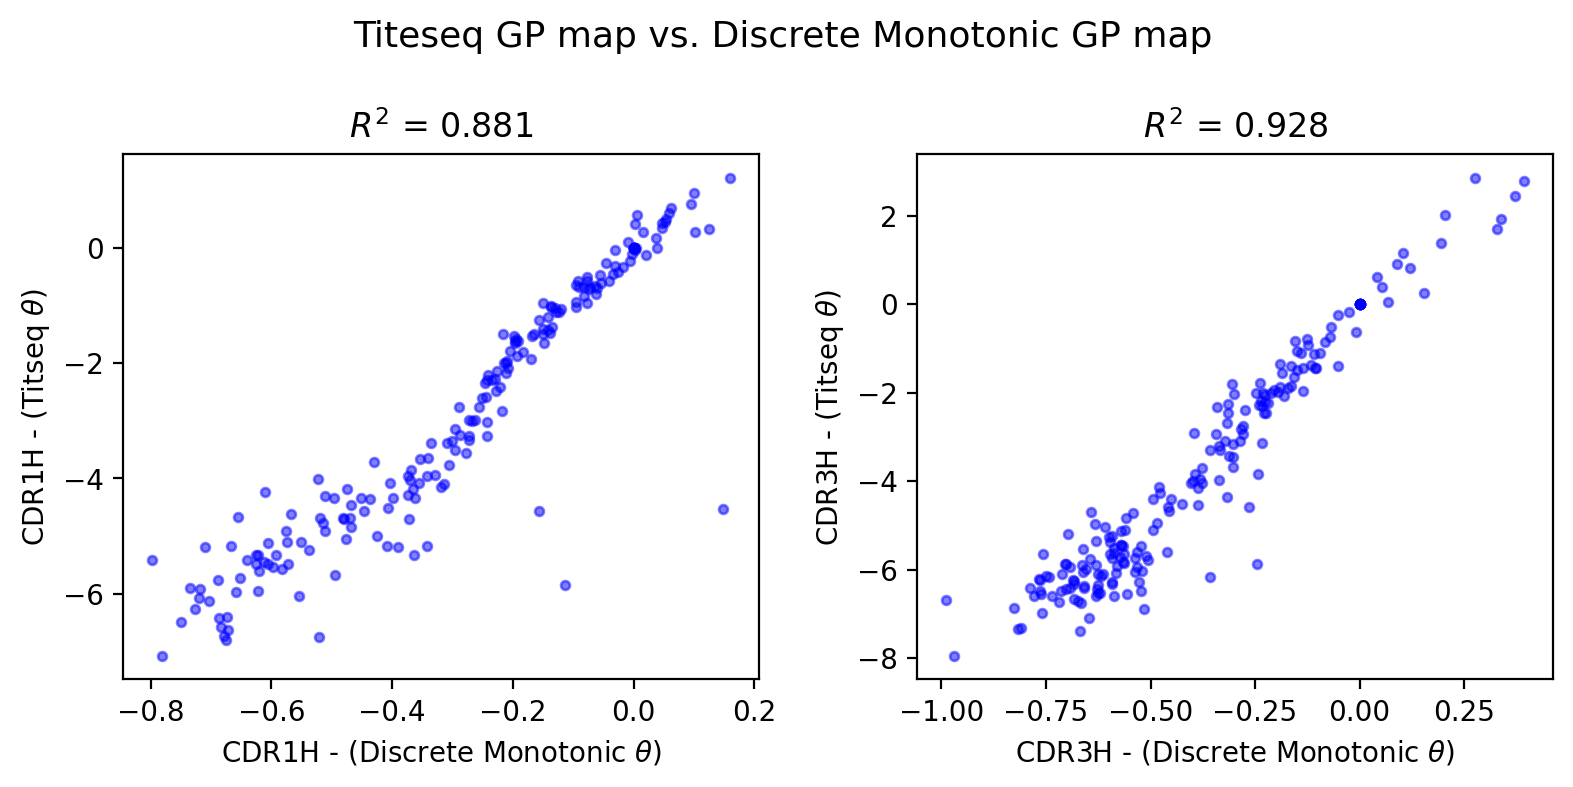 Titeseq GP map vs. Discrete Monotonic GP map
R² = 0.881
0
−2
−4
−6
CDR1H - (Titseq θ)
−0.8 −0.6 −0.4 −0.2 0.0 0.2
CDR1H - (Discrete Monotonic θ)
R² = 0.928
2
0
−2
−4
−6
−8
CDR3H - (Titseq θ)
−1.00 −0.75 −0.50 −0.25 0.00 0.25
CDR3H - (Discrete Monotonic θ)